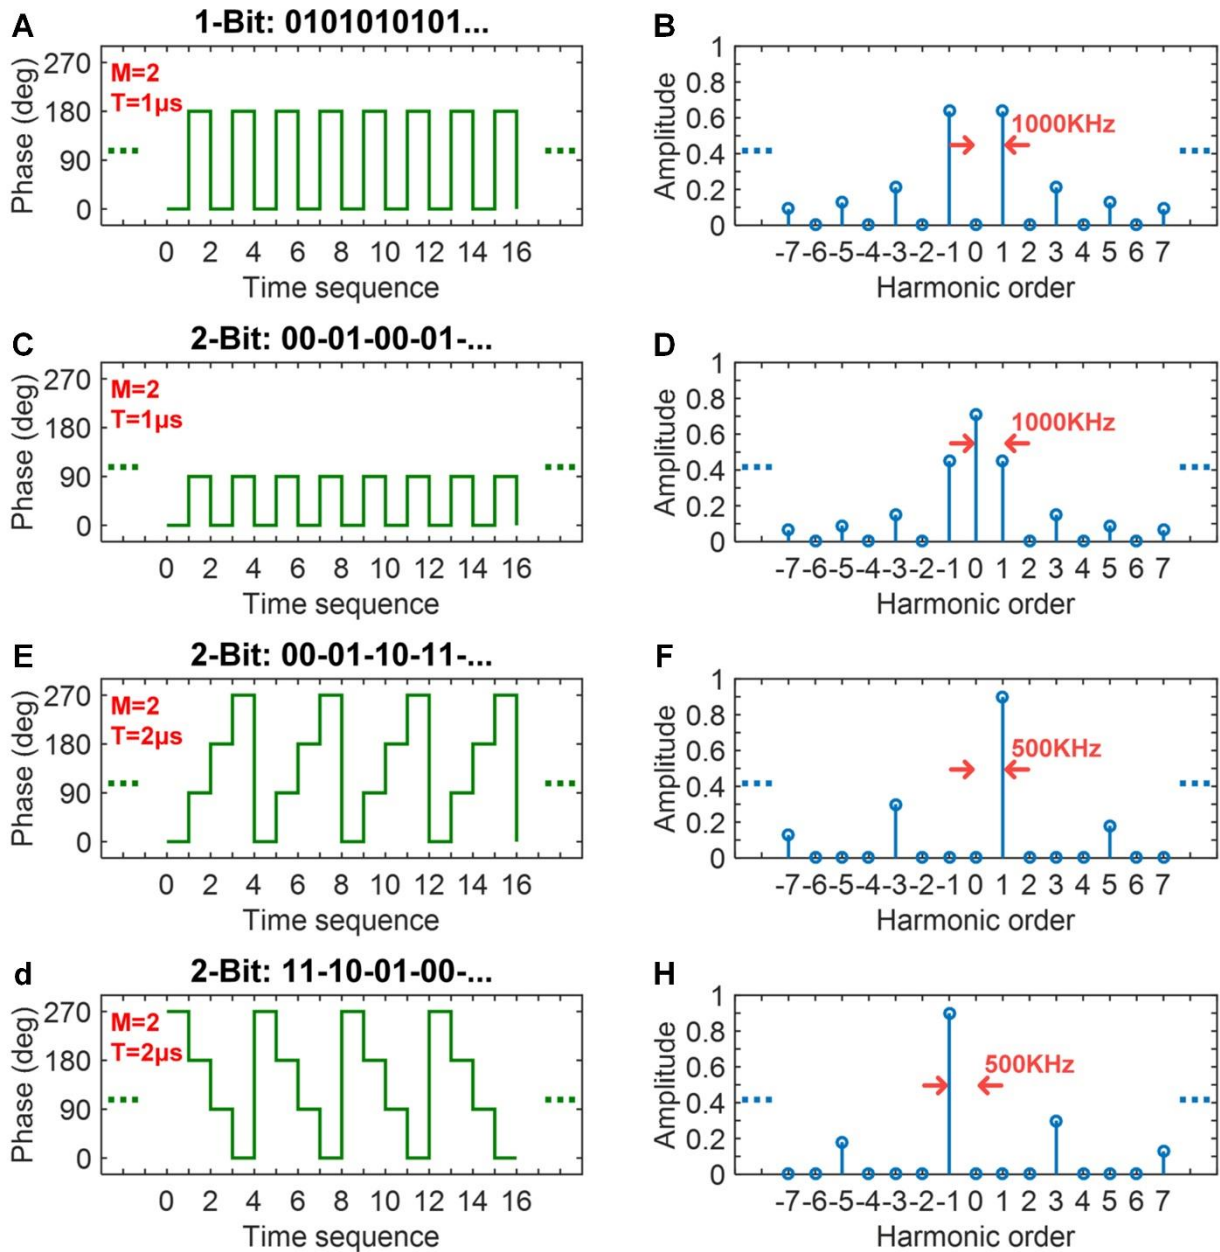 A
1-Bit: 0101010101...
Phase (deg)
270
180
90
0
M=2
T=1μs
0 2 4 6 8 10 12 14 16
Time sequence
B
Amplitude
1
0.8
0.6
0.4
0.2
0
1000KHz
-7 -6 -5 -4 -3 -2 -1 0 1 2 3 4 5 6 7
Harmonic order
C
2-Bit: 00-01-00-01-...
Phase (deg)
270
180
90
0
M=2
T=1μs
0 2 4 6 8 10 12 14 16
Time sequence
D
Amplitude
1
0.8
0.6
0.4
0.2
0
1000KHz
-7 -6 -5 -4 -3 -2 -1 0 1 2 3 4 5 6 7
Harmonic order
E
2-Bit: 00-01-10-11-...
Phase (deg)
270
180
90
0
M=2
T=2μs
0 2 4 6 8 10 12 14 16
Time sequence
F
Amplitude
1
0.8
0.6
0.4
0.2
0
500KHz
-7 -6 -5 -4 -3 -2 -1 0 1 2 3 4 5 6 7
Harmonic order
d
2-Bit: 11-10-01-00-...
Phase (deg)
270
180
90
0
M=2
T=2μs
0 2 4 6 8 10 12 14 16
Time sequence
H
Amplitude
1
0.8
0.6
0.4
0.2
0
500KHz
-7 -6 -5 -4 -3 -2 -1 0 1 2 3 4 5 6 7
Harmonic order